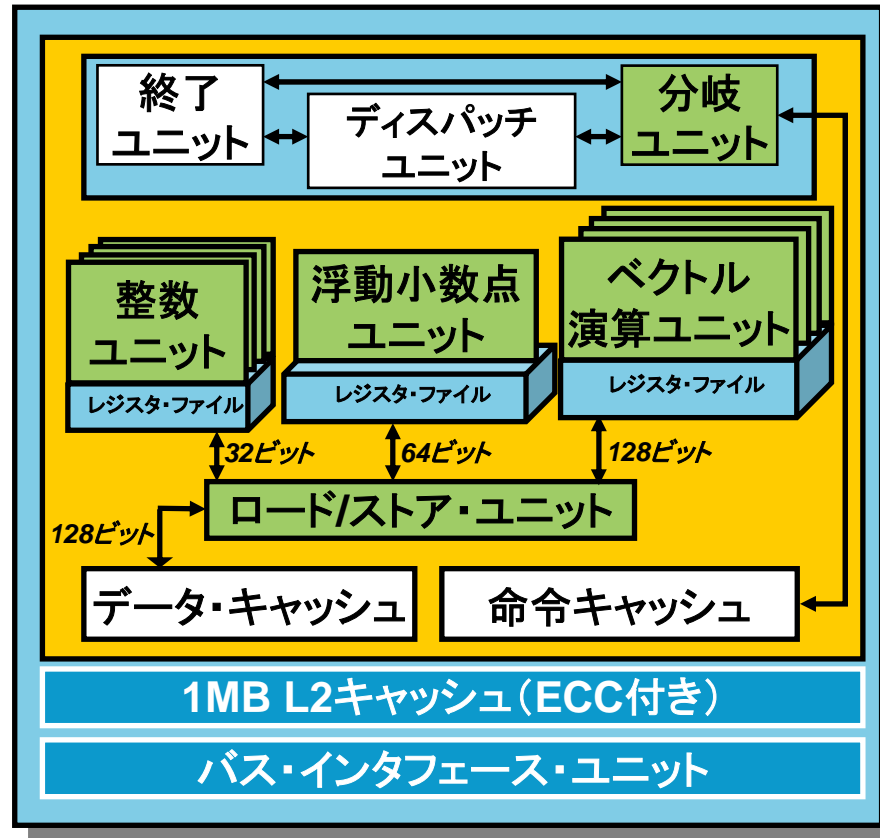 終了
ユニット
ディスパッチ
ユニット
分岐
ユニット
整数
ユニット
レジスタ・ファイル
浮動小数点
ユニット
レジスタ・ファイル
ベクトル
演算ユニット
レジスタ・ファイル
32ビット
64ビット
128ビット
ロード/ストア・ユニット
128ビット
データ・キャッシュ
命令キャッシュ
1MB L2キャッシュ(ECC付き)
バス・インタフェース・ユニット